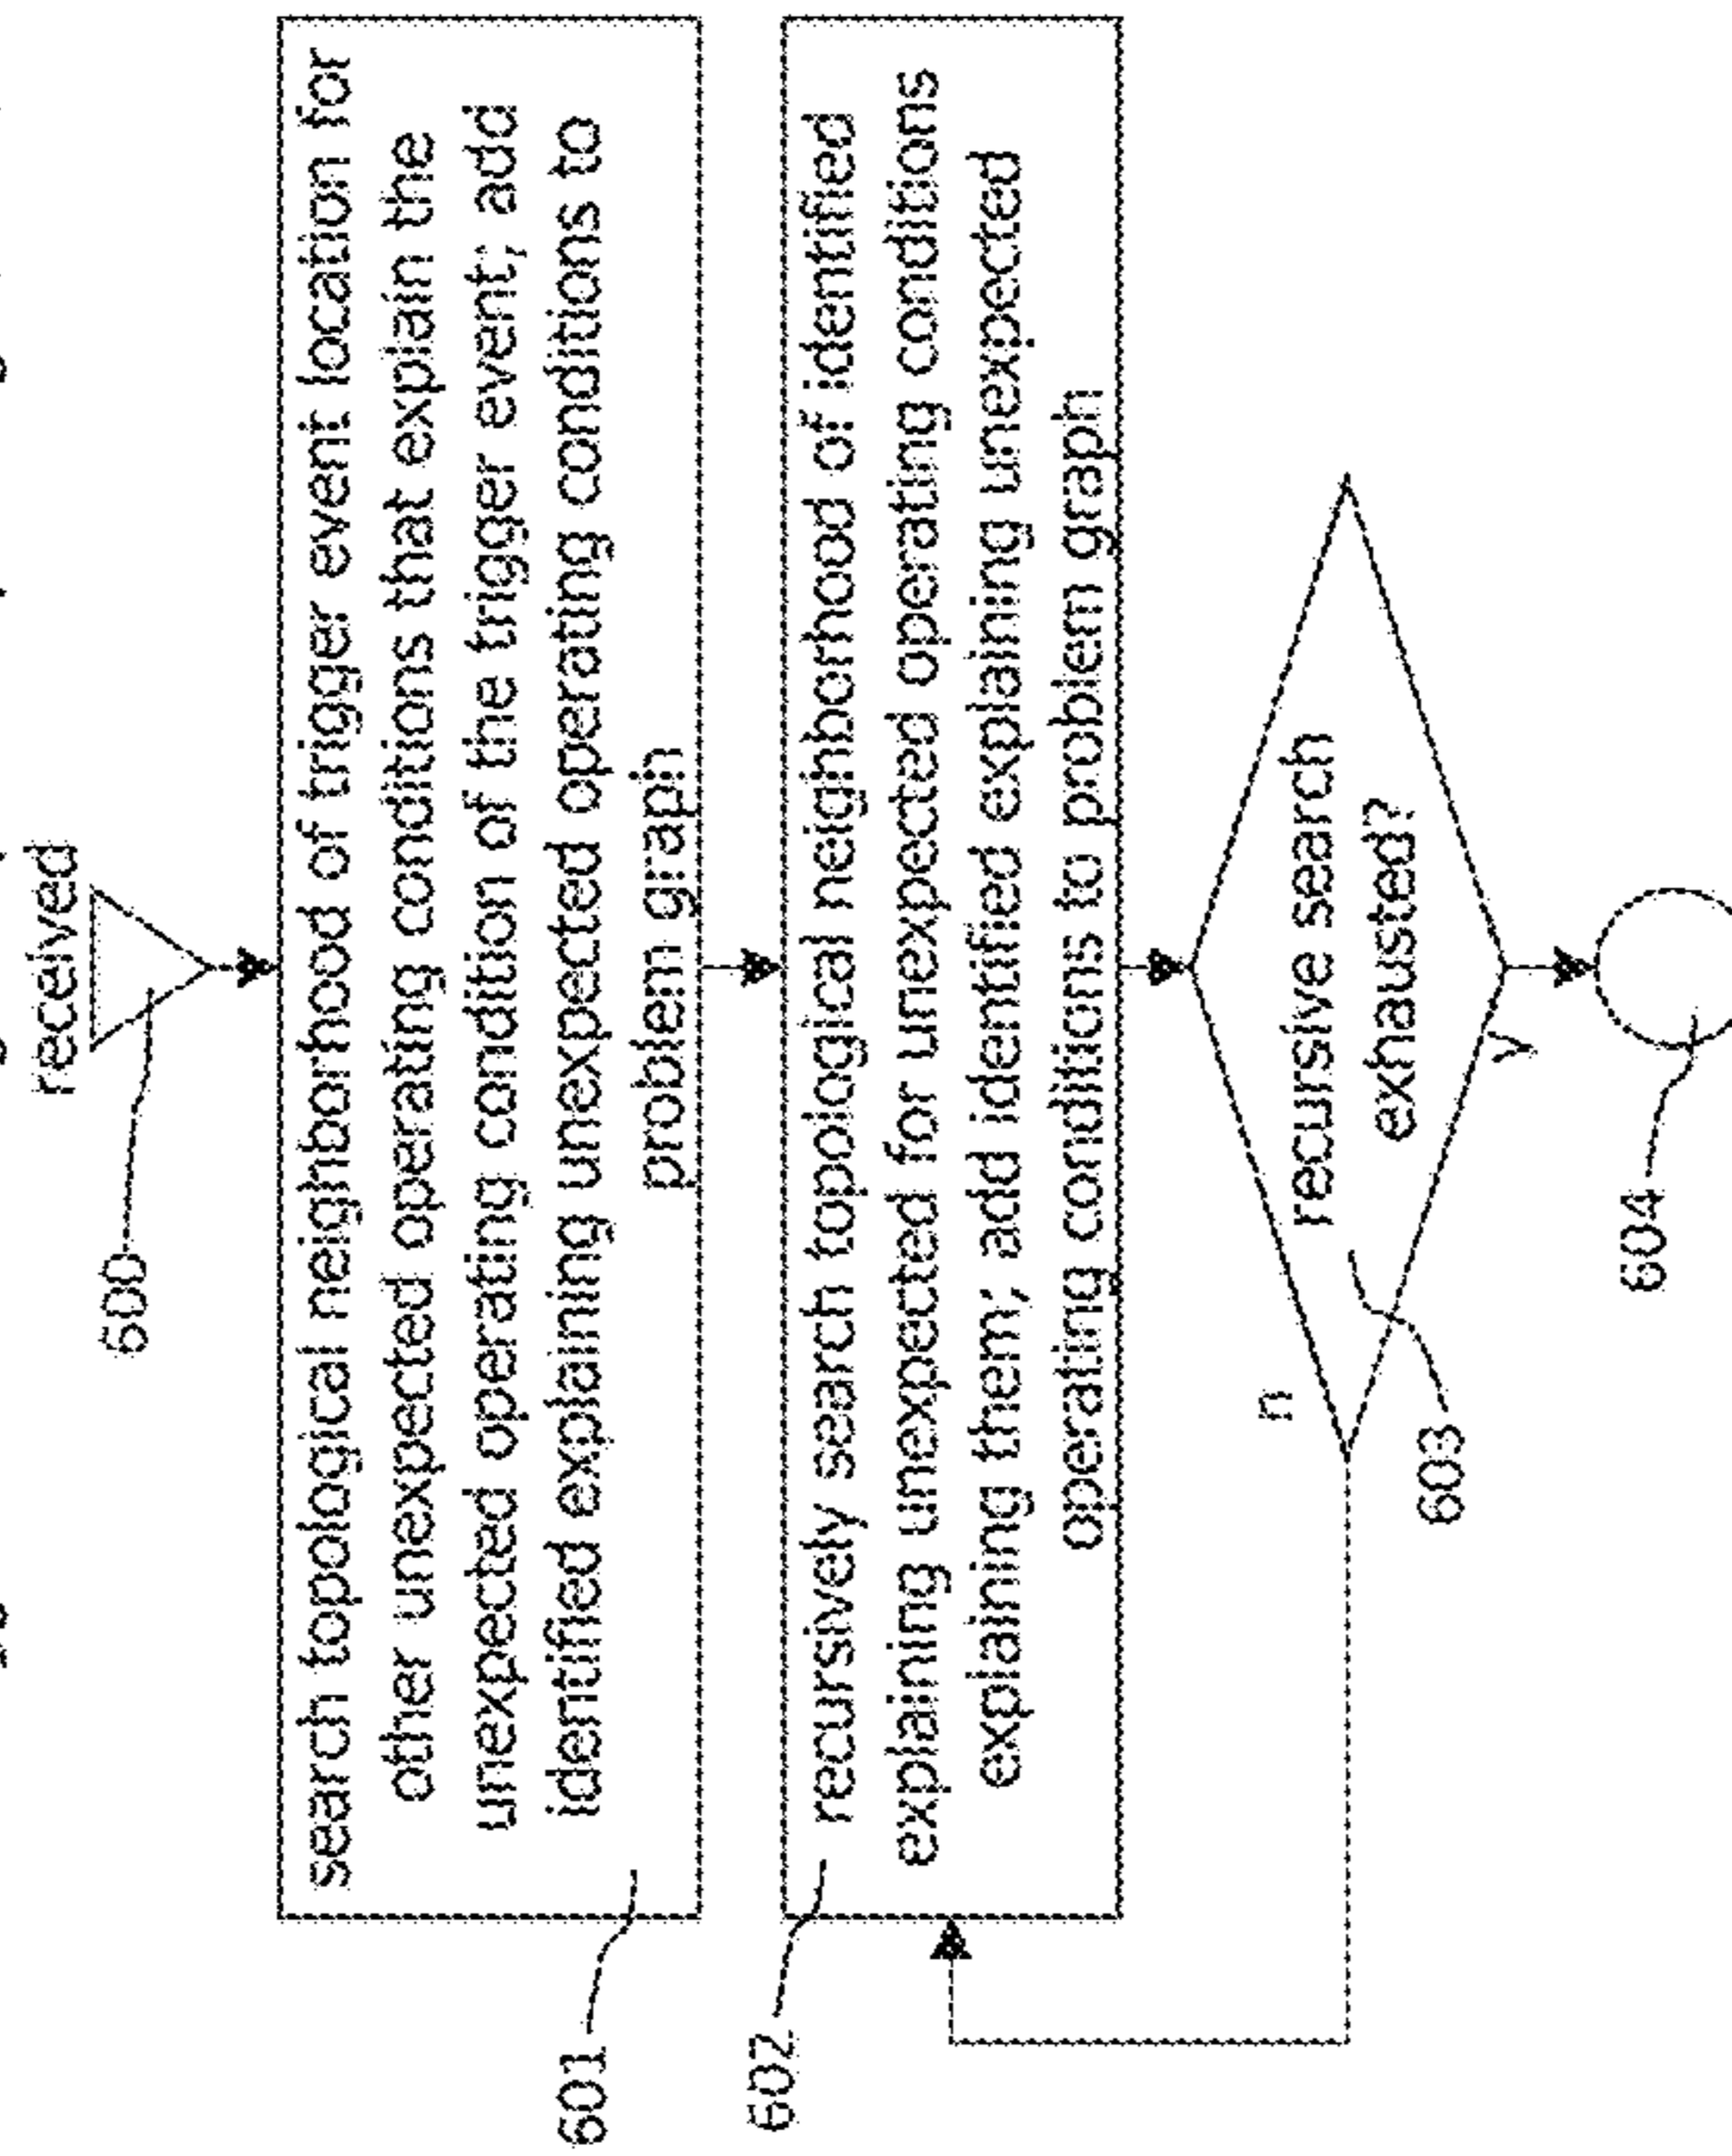 received
600
search topological neighborhood of trigger event location for
other unexpected operating conditions that explain the
unexpected operating condition of the trigger event; add
identified explaining unexpected operating conditions to
problem graph
601
recursively search topological neighborhood of identified
explaining unexpected for unexpected operating conditions
explaining them; add identified explaining unexpected
operating conditions to problem graph
602
n
recursive search
exhausted?
603
y
604